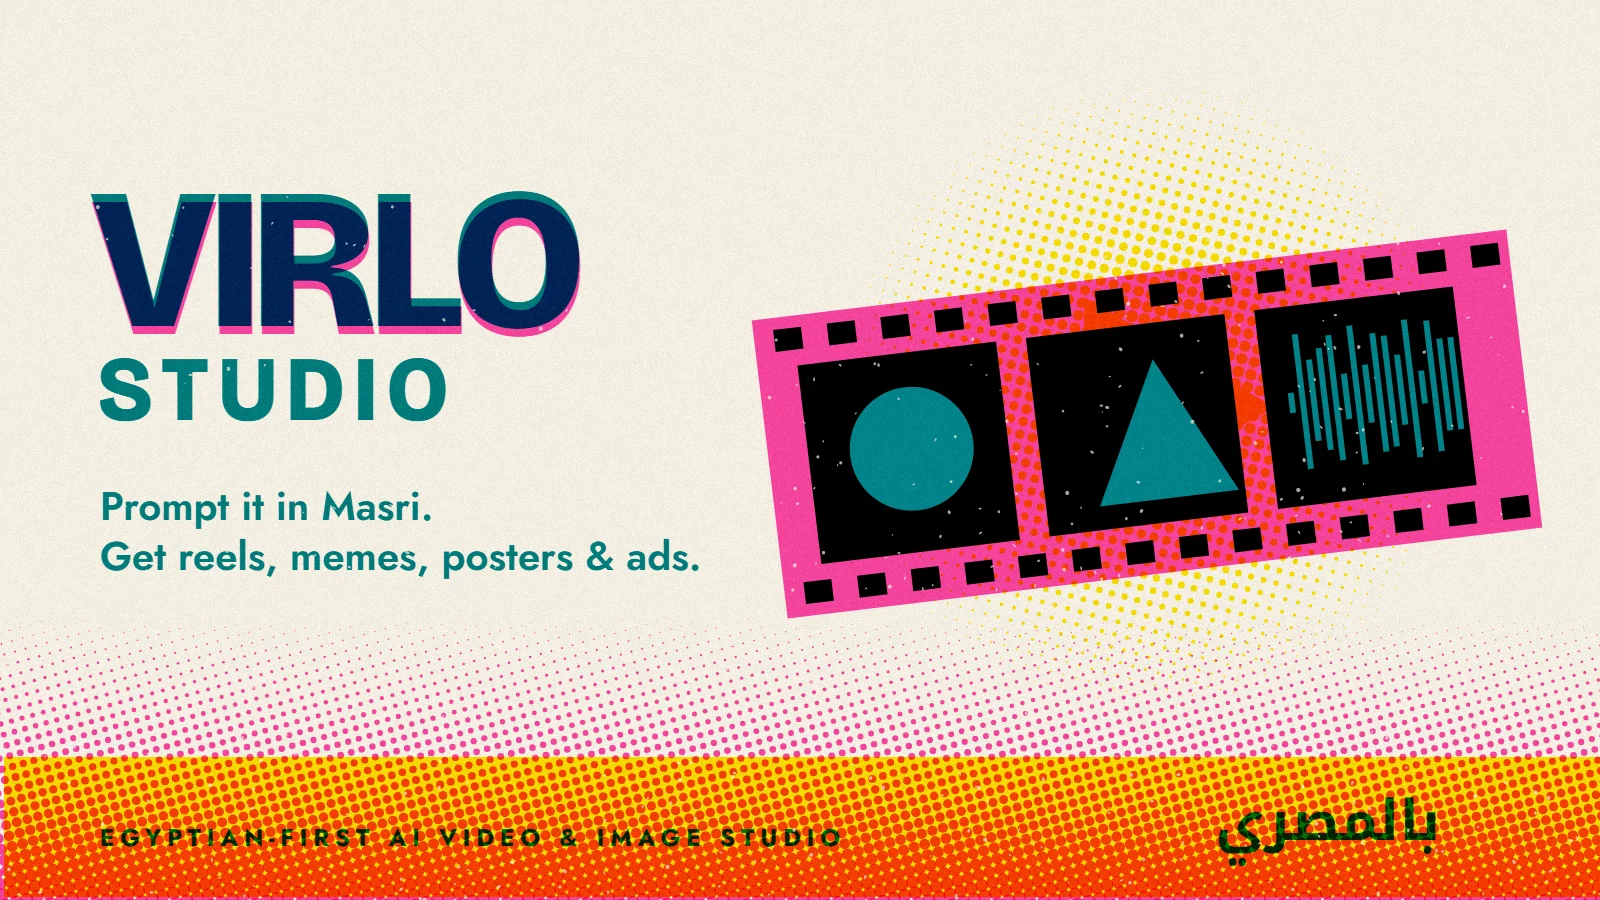 VIRLO
STUDIO
Prompt it in Masri.
Get reels, memes, posters & ads.
EGYPTIAN-FIRST AI VIDEO & IMAGE STUDIO
بالمصري